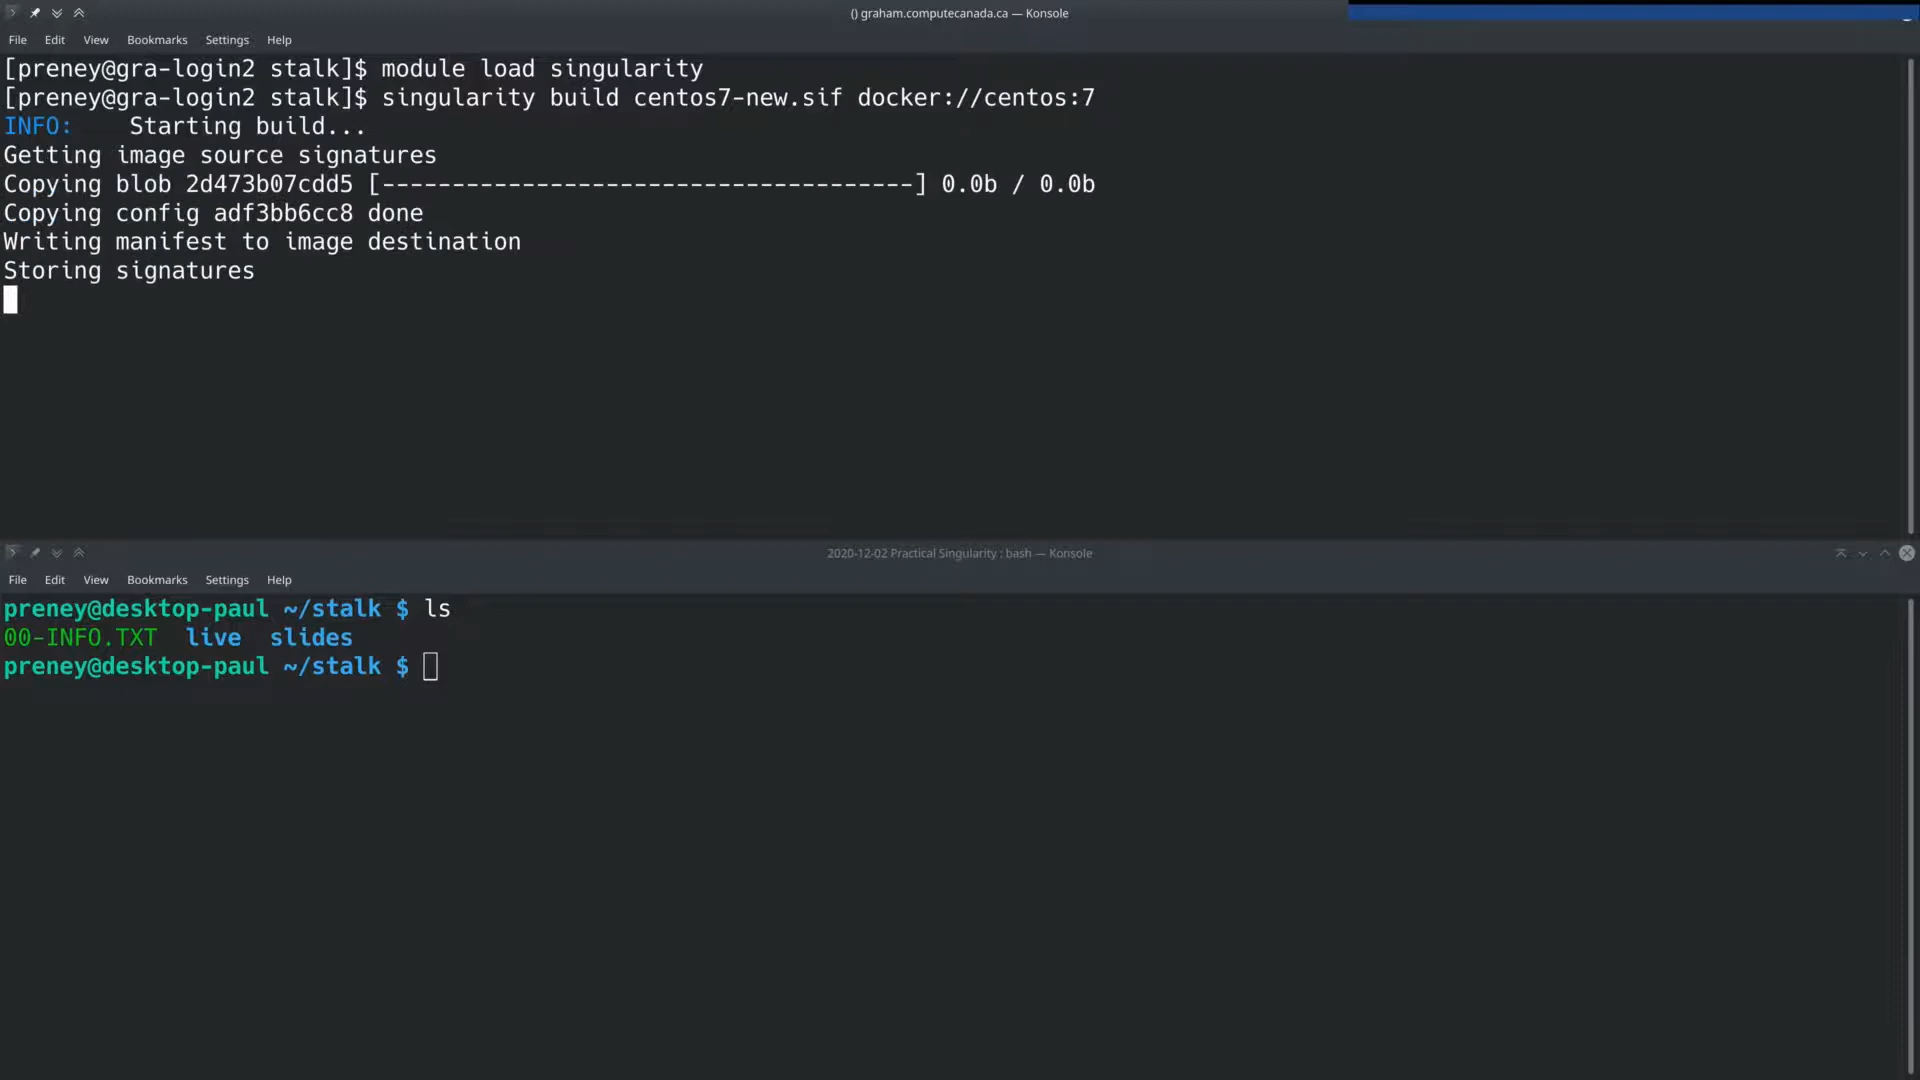 () graham.computecanada.ca — Konsole
File Edit View Bookmarks Settings Help
[preney@gra-login2 stalk]$ module load singularity
[preney@gra-login2 stalk]$ singularity build centos7-new.sif docker://centos:7
INFO:    Starting build...
Getting image source signatures
Copying blob 2d473b07cdd5 [--------------------------------------] 0.0b / 0.0b
Copying config adf3bb6cc8 done
Writing manifest to image destination
Storing signatures
2020-12-02 Practical Singularity : bash — Konsole
File Edit View Bookmarks Settings Help
preney@desktop-paul ~/stalk $ ls
00-INFO.TXT  live  slides
preney@desktop-paul ~/stalk $